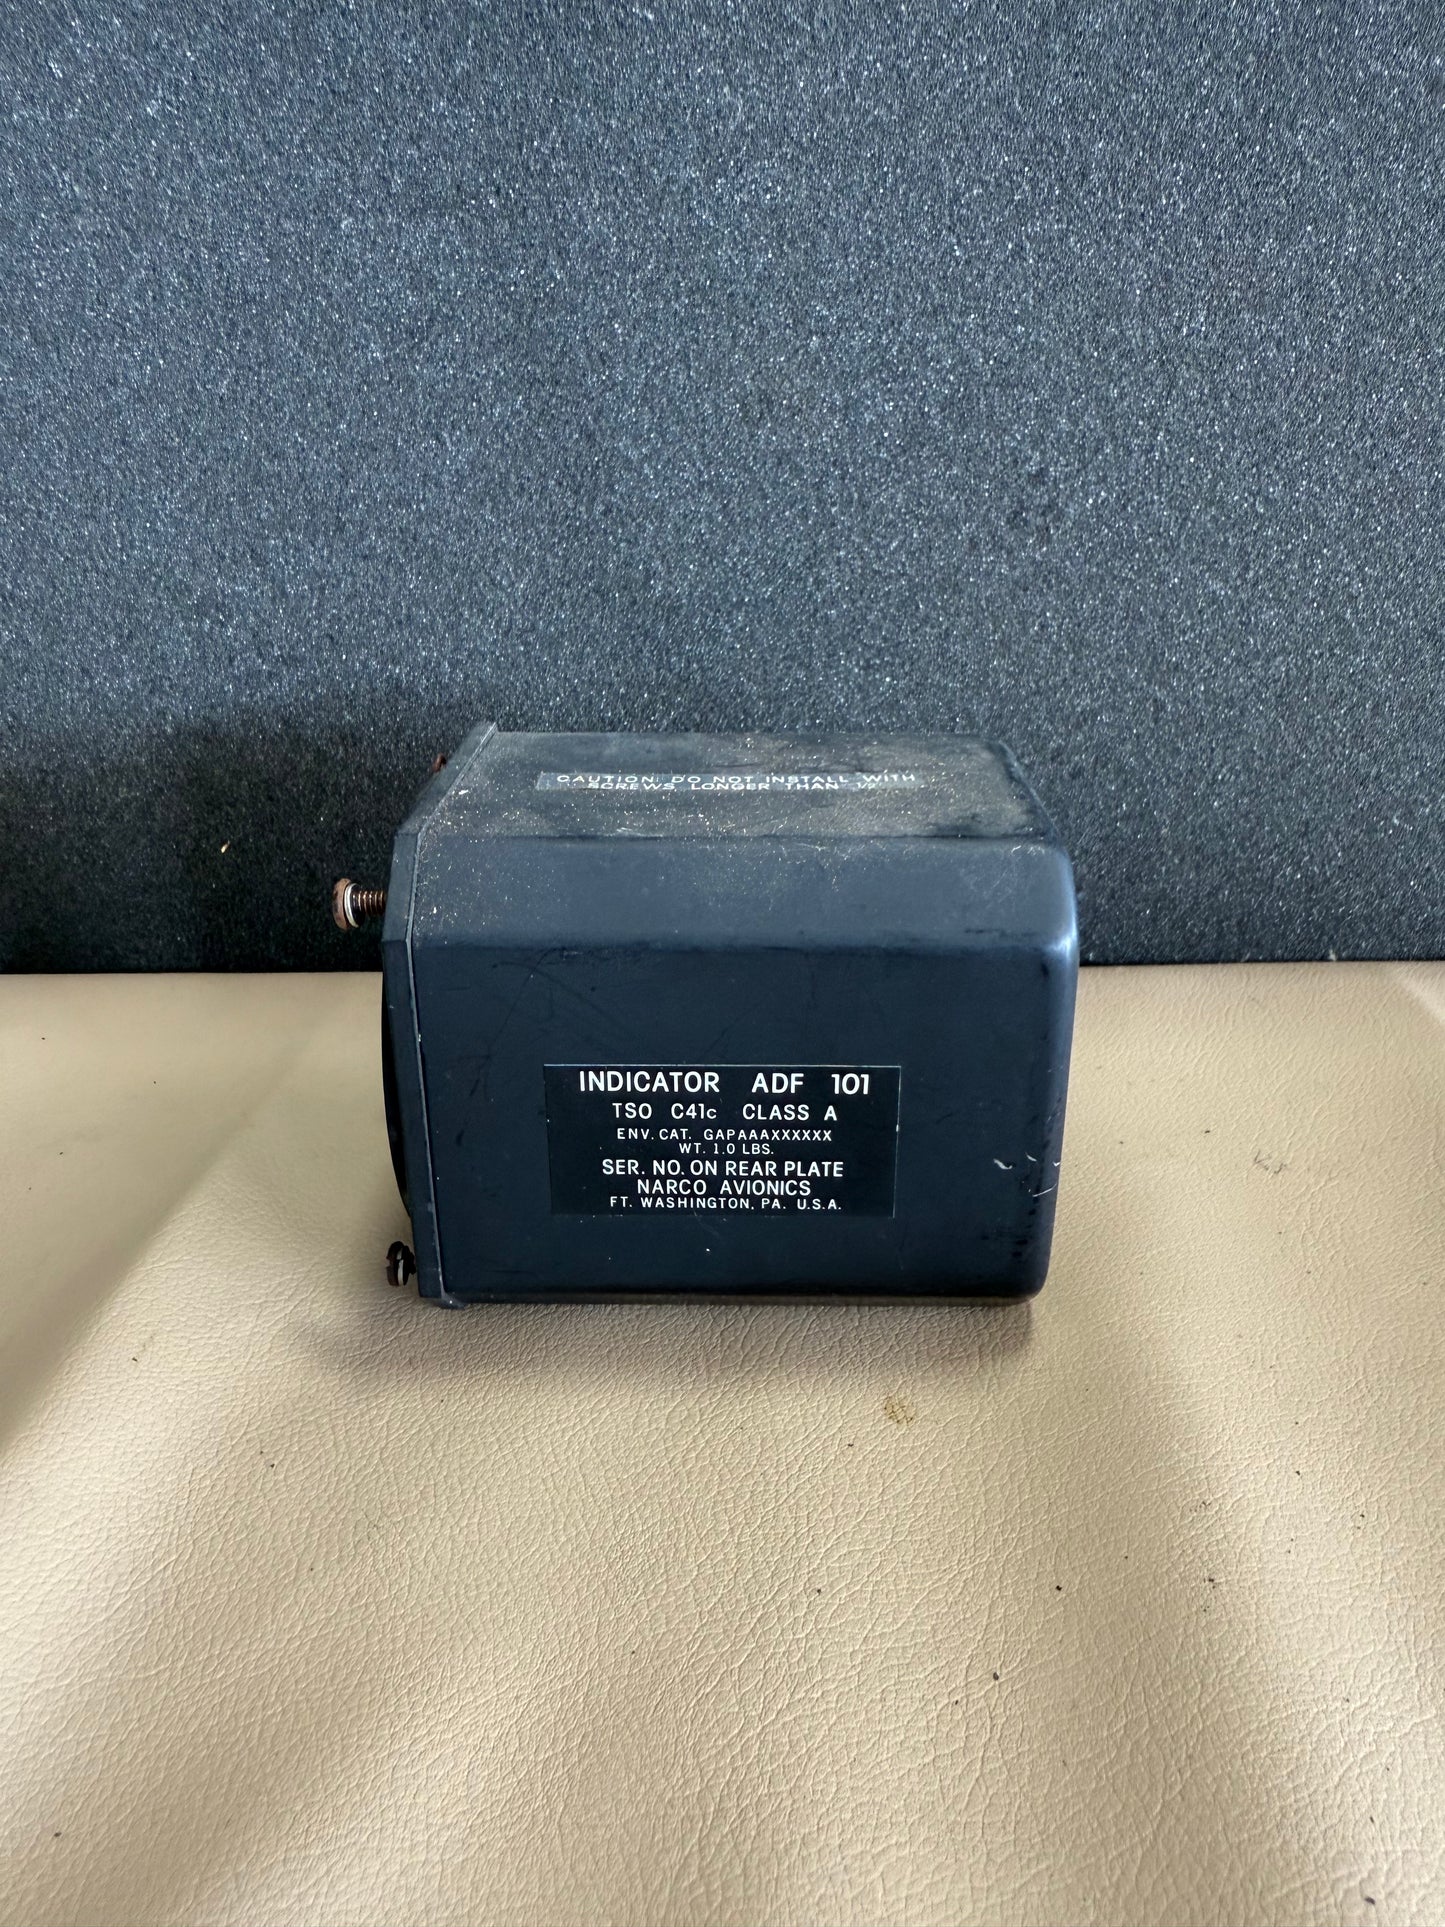 CAUTION: DO NOT INSTALL WITH
SCREWS LONGER THAN 1/2"
INDICATOR ADF 101
TSO C41c CLASS A
ENV. CAT. GAPAAAXXXXXX
WT. 1.0 LBS.
SER. NO. ON REAR PLATE
NARCO AVIONICS
FT. WASHINGTON, PA. U.S.A.